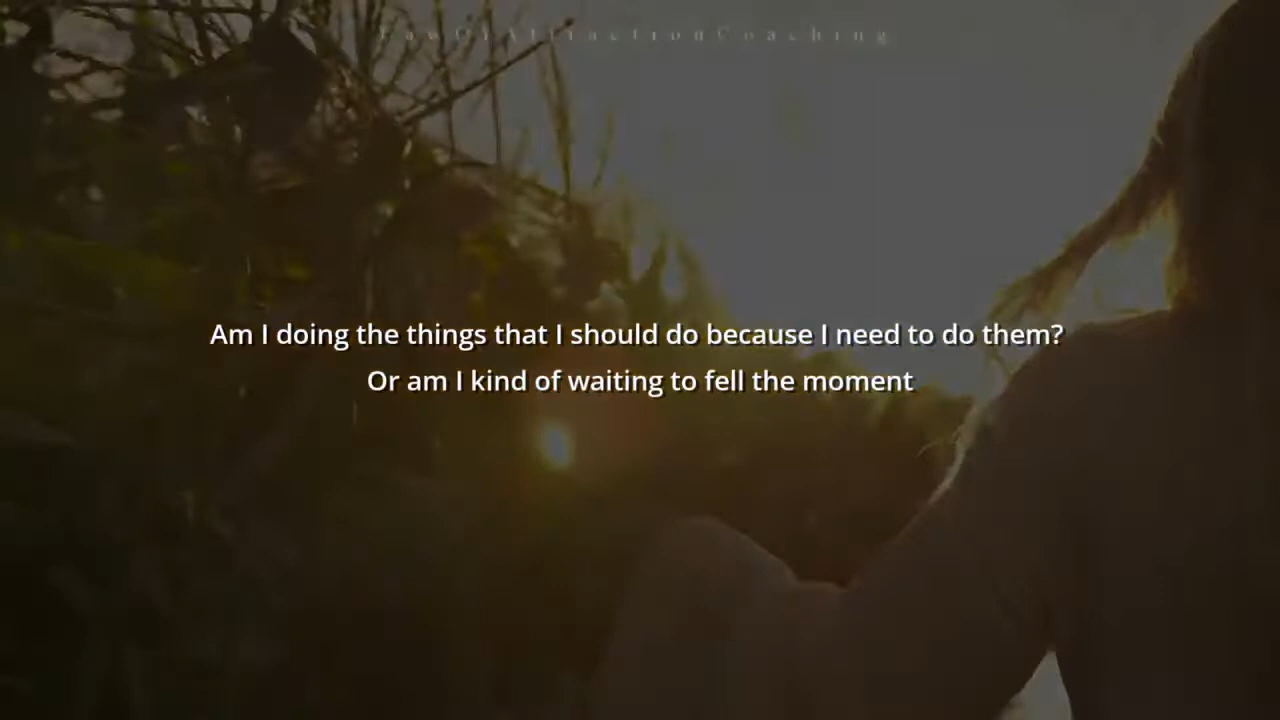 LawOfAttractionCoaching
Am I doing the things that I should do because I need to do them?
Or am I kind of waiting to fell the moment